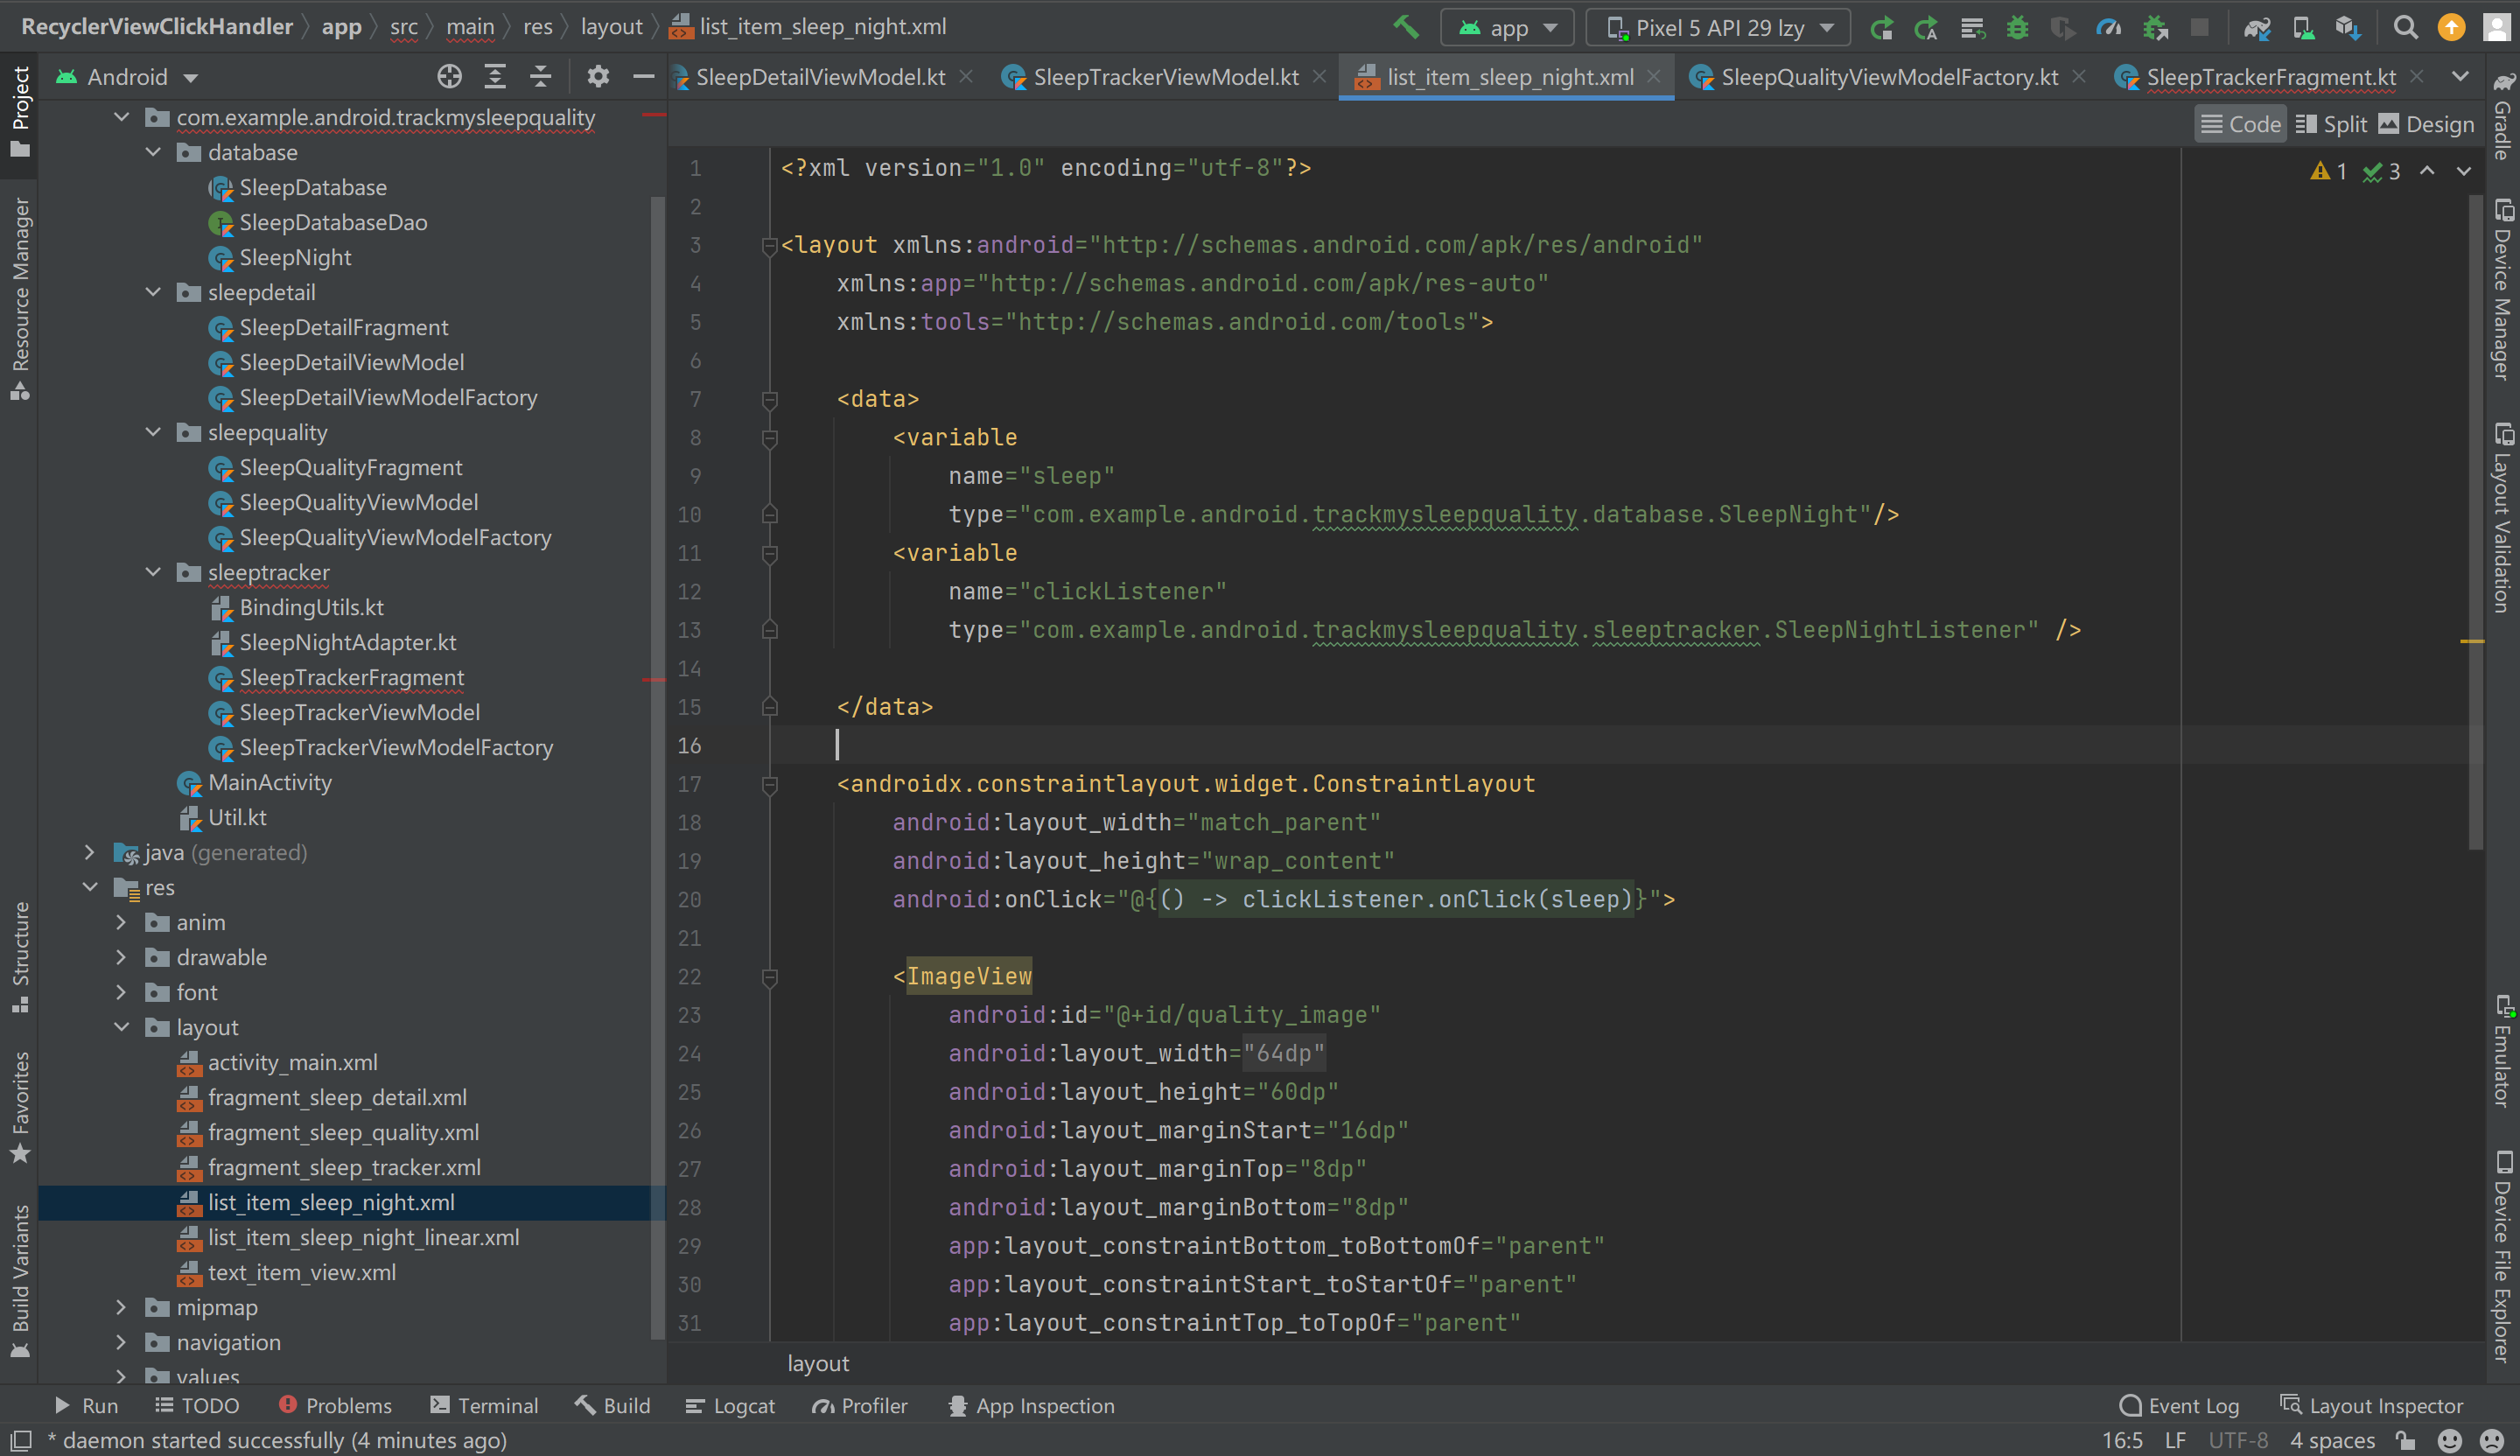 RecyclerViewClickHandler app src main res layout list_item_sleep_night.xml
app Pixel 5 API 29 lzy
Android
SleepDetailViewModel.kt SleepTrackerViewModel.kt list_item_sleep_night.xml SleepQualityViewModelFactory.kt SleepTrackerFragment.kt
Code Split Design
1 3
Project
Resource Manager
Structure
Favorites
Build Variants
com.example.android.trackmysleepquality
database
SleepDatabase
SleepDatabaseDao
SleepNight
sleepdetail
SleepDetailFragment
SleepDetailViewModel
SleepDetailViewModelFactory
sleepquality
SleepQualityFragment
SleepQualityViewModel
SleepQualityViewModelFactory
sleeptracker
BindingUtils.kt
SleepNightAdapter.kt
SleepTrackerFragment
SleepTrackerViewModel
SleepTrackerViewModelFactory
MainActivity
Util.kt
java (generated)
res
anim
drawable
font
layout
activity_main.xml
fragment_sleep_detail.xml
fragment_sleep_quality.xml
fragment_sleep_tracker.xml
list_item_sleep_night.xml
list_item_sleep_night_linear.xml
text_item_view.xml
mipmap
navigation
values
1 <?xml version="1.0" encoding="utf-8"?>
2
3 <layout xmlns:android="http://schemas.android.com/apk/res/android"
4 xmlns:app="http://schemas.android.com/apk/res-auto"
5 xmlns:tools="http://schemas.android.com/tools">
6
7 <data>
8 <variable
9 name="sleep"
10 type="com.example.android.trackmysleepquality.database.SleepNight"/>
11 <variable
12 name="clickListener"
13 type="com.example.android.trackmysleepquality.sleeptracker.SleepNightListener" />
14
15 </data>
16
17 <androidx.constraintlayout.widget.ConstraintLayout
18 android:layout_width="match_parent"
19 android:layout_height="wrap_content"
20 android:onClick="@{() -> clickListener.onClick(sleep)}">
21
22 <ImageView
23 android:id="@+id/quality_image"
24 android:layout_width="64dp"
25 android:layout_height="60dp"
26 android:layout_marginStart="16dp"
27 android:layout_marginTop="8dp"
28 android:layout_marginBottom="8dp"
29 app:layout_constraintBottom_toBottomOf="parent"
30 app:layout_constraintStart_toStartOf="parent"
31 app:layout_constraintTop_toTopOf="parent"
layout
Gradle
Device Manager
Layout Validation
Emulator
Device File Explorer
Run TODO Problems Terminal Build Logcat Profiler App Inspection Event Log Layout Inspector
* daemon started successfully (4 minutes ago) 16:5 LF UTF-8 4 spaces